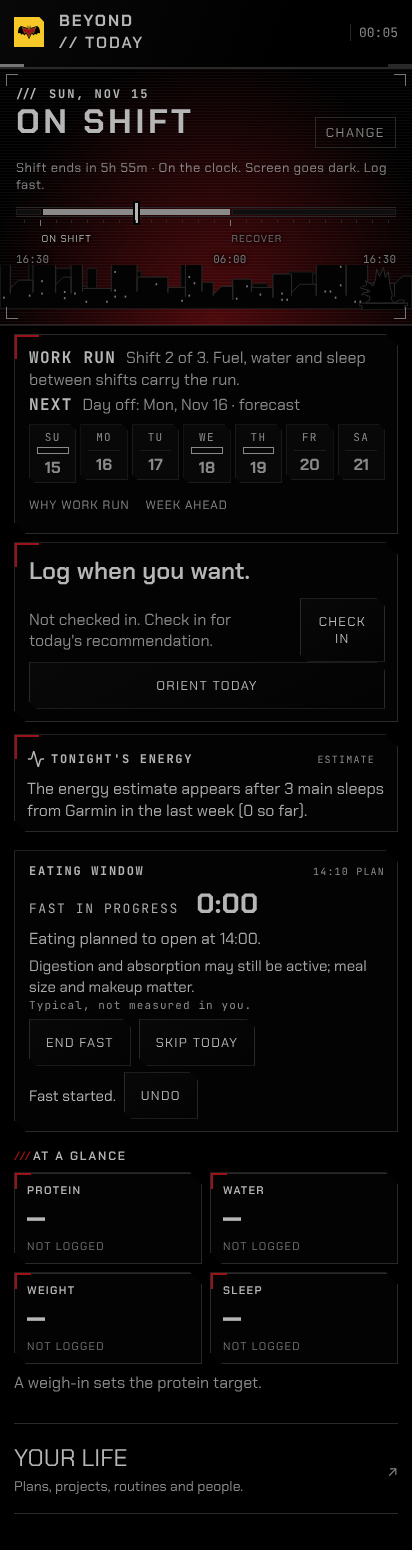 BEYOND
// TODAY
00:05
/// SUN, NOV 15
ON SHIFT
CHANGE
Shift ends in 5h 55m · On the clock. Screen goes dark. Log
fast.
ON SHIFT RECOVER
16:30 06:00 16:30
WORK RUN Shift 2 of 3. Fuel, water and sleep
between shifts carry the run.
NEXT Day off: Mon, Nov 16 · forecast
SU MO TU WE TH FR SA
15 16 17 18 19 20 21
WHY WORK RUN WEEK AHEAD
Log when you want.
Not checked in. Check in for
today's recommendation.
CHECK
IN
ORIENT TODAY
TONIGHT'S ENERGY ESTIMATE
The energy estimate appears after 3 main sleeps
from Garmin in the last week (0 so far).
EATING WINDOW 14:10 PLAN
FAST IN PROGRESS 0:00
Eating planned to open at 14:00.
Digestion and absorption may still be active; meal
size and makeup matter.
Typical, not measured in you.
END FAST SKIP TODAY
Fast started. UNDO
/// AT A GLANCE
PROTEIN WATER
— —
NOT LOGGED NOT LOGGED
WEIGHT SLEEP
— —
NOT LOGGED NOT LOGGED
A weigh-in sets the protein target.
YOUR LIFE
Plans, projects, routines and people.